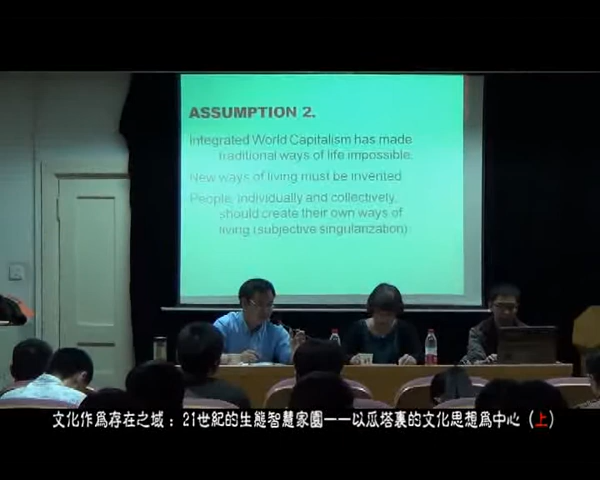 ASSUMPTION 2.
Integrated World Capitalism has made
traditional ways of life impossible.
New ways of living must be invented
People, individually and collectively,
should create their own ways of
living (subjective singularization)
文化作爲存在之域：21世紀的生態智慧家園——以瓜塔裏的文化思想爲中心（上）